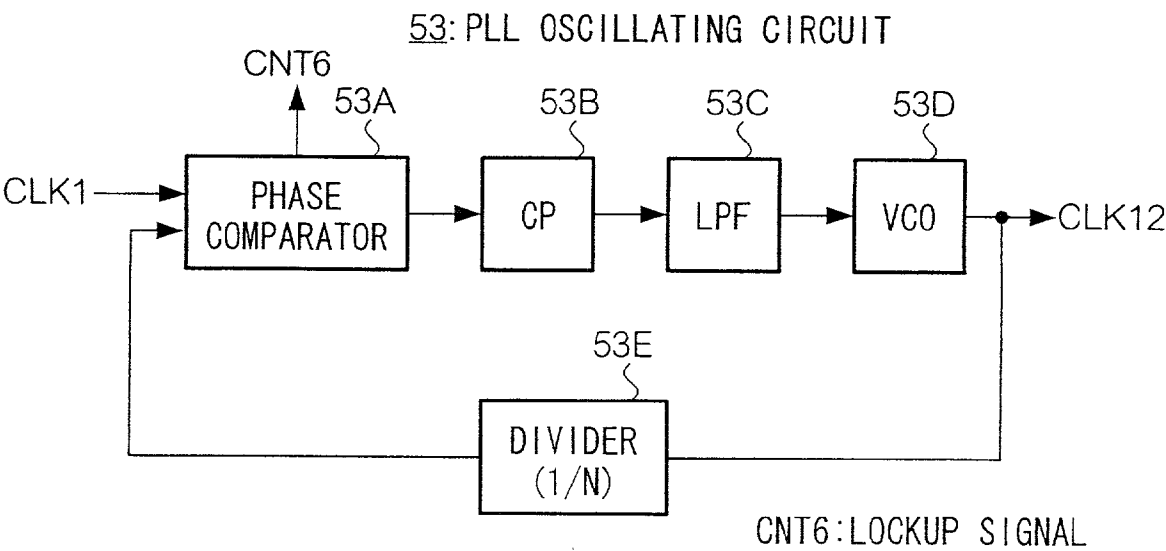 53: PLL OSCILLATING CIRCUIT
CNT6
53A
53B
53C
53D
CLK1
PHASE
COMPARATOR
CP
LPF
VCO
CLK12
53E
DIVIDER
(1/N)
CNT6:LOCKUP SIGNAL